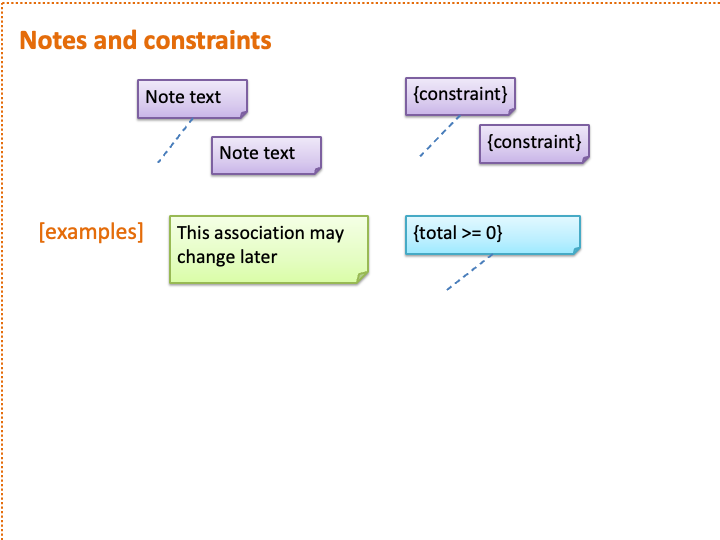 Notes and constraints
Note text
{constraint}
Note text
{constraint}
[examples]
This association may
change later
{total >= 0}